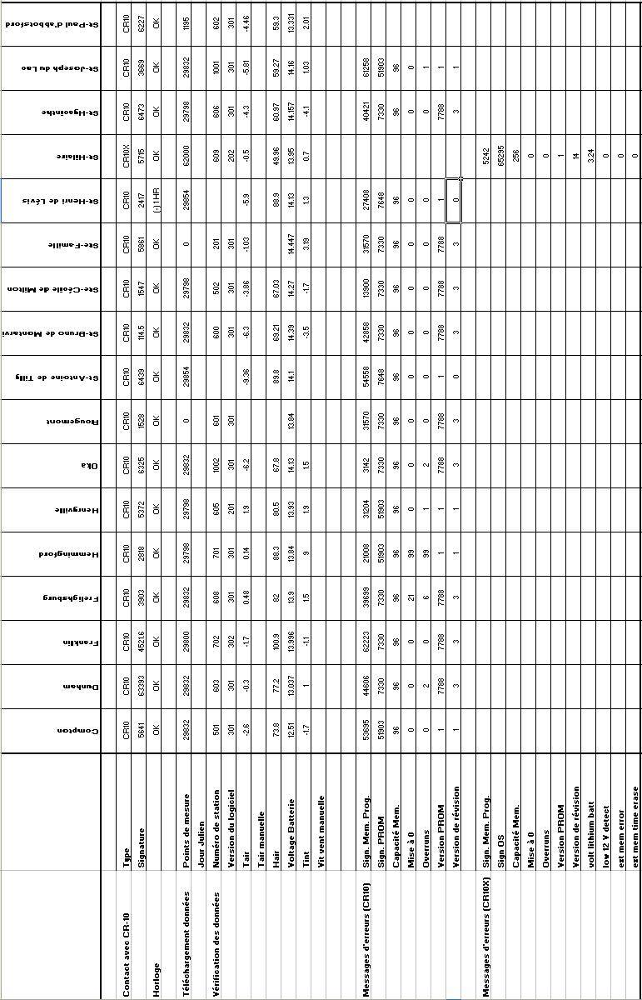 Compton Dunham Franklin Frelighsburg Hemmingford Henryville Oka Rougemont St-Antoine de Tilly St-Bruno de Montarvi Ste-Cécile de Milton Ste-Famille St-Henri de Lévis St-Hilaire St-Hyacinthe St-Joseph du Lac St-Paul d'abbotsford
Contact avec CR-10 Type CR10 CR10 CR10 CR10 CR10 CR10 CR10 CR10 CR10 CR10 CR10 CR10 CR10 CR10X CR10 CR10 CR10
Signature 5641 63393 45216 3903 2818 5372 6325 1528 6439 114.5 1547 5861 2417 5715 6473 3669 6227
Horloge OK OK OK OK OK OK OK OK OK OK OK OK (-) 1 HR OK OK OK OK
Téléchargement données Points de mesure 29832 29832 29800 29832 29798 29798 29832 0 29854 29832 29798 0 29854 62000 29798 29832 1195
Jour Julien
Vérification des données Numéro de station 501 603 702 608 701 605 1002 601 600 502 201 609 606 1001 602
Version du logiciel 301 301 302 301 301 201 301 301 301 301 301 202 301 301 301
Tair -2.6 -0.3 -1.7 0.48 0.14 1.9 -6.2 -9.36 -6.3 -3.86 -1.03 -5.9 -0.5 -4.3 -5.81 -4.46
Tair manuelle
Hair 73.8 77.2 100.9 82 88.3 80.5 67.8 89.8 69.21 67.03 88.9 49.96 60.97 59.27 59.3
Voltage Batterie 12.51 13.037 13.996 13.9 13.84 13.93 14.13 13.84 14.1 14.39 14.27 14.447 14.13 13.95 14.157 14.16 13.331
Tint -1.7 1 -1.1 1.5 9 1.9 1.5 -3.5 -1.7 3.19 1.3 0.7 -4.1 1.03 2.01
Vit vent manuelle
Messages d'erreurs (CR10) Sign. Mem. Prog. 53695 44606 62223 39699 21008 31204 3142 31570 54558 42858 13900 31570 27408 40421 61258
Sign. PROM 51903 7330 7330 7330 51903 51903 7330 7330 7648 7330 7330 7330 7648 7330 51903
Capacité Mem. 96 96 96 96 96 96 96 96 96 96 96 96 96 96 96
Mise à 0 0 0 0 21 99 0 0 0 0 0 0 0 0 0 0
Overruns 0 2 0 6 99 1 2 0 0 0 0 0 0 0 1
Version PROM 1 7788 7788 7788 1 1 7788 7788 1 7788 7788 7788 1 7788 1
Version de révision 1 3 3 3 1 1 3 3 0 3 3 3 0 3 1
Messages d'erreurs (CR10X) Sign. Mem. Prog. 5242
Sign OS 65295
Capacité Mem. 256
Mise à 0 0
Overruns 0
Version PROM 1
Version de révision 14
volt lithium batt 3.24
low 12 V detect 0
ext mem error 0
ext mem time erase 0